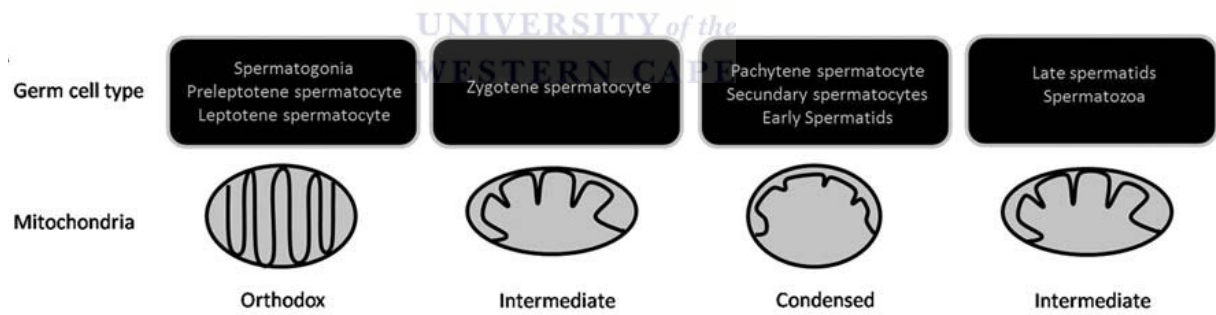 UNIVERSITY of the
WESTERN CAPE
Germ cell type
Spermatogonia
Preleptotene spermatocyte
Leptotene spermatocyte
Zygotene spermatocyte
Pachytene spermatocyte
Secundary spermatocytes
Early Spermatids
Late spermatids
Spermatozoa
Mitochondria
Orthodox
Intermediate
Condensed
Intermediate